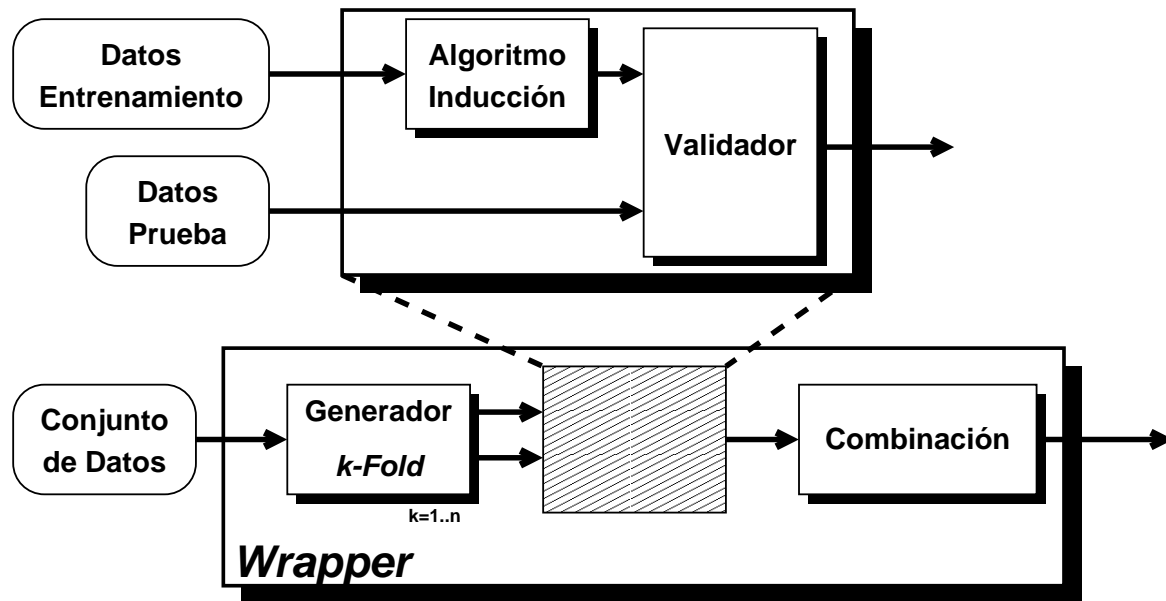 Datos
Entrenamiento
Algoritmo
Inducción
Validador
Datos
Prueba
Conjunto
de Datos
Generador
k-Fold
k=1..n
Combinación
Wrapper